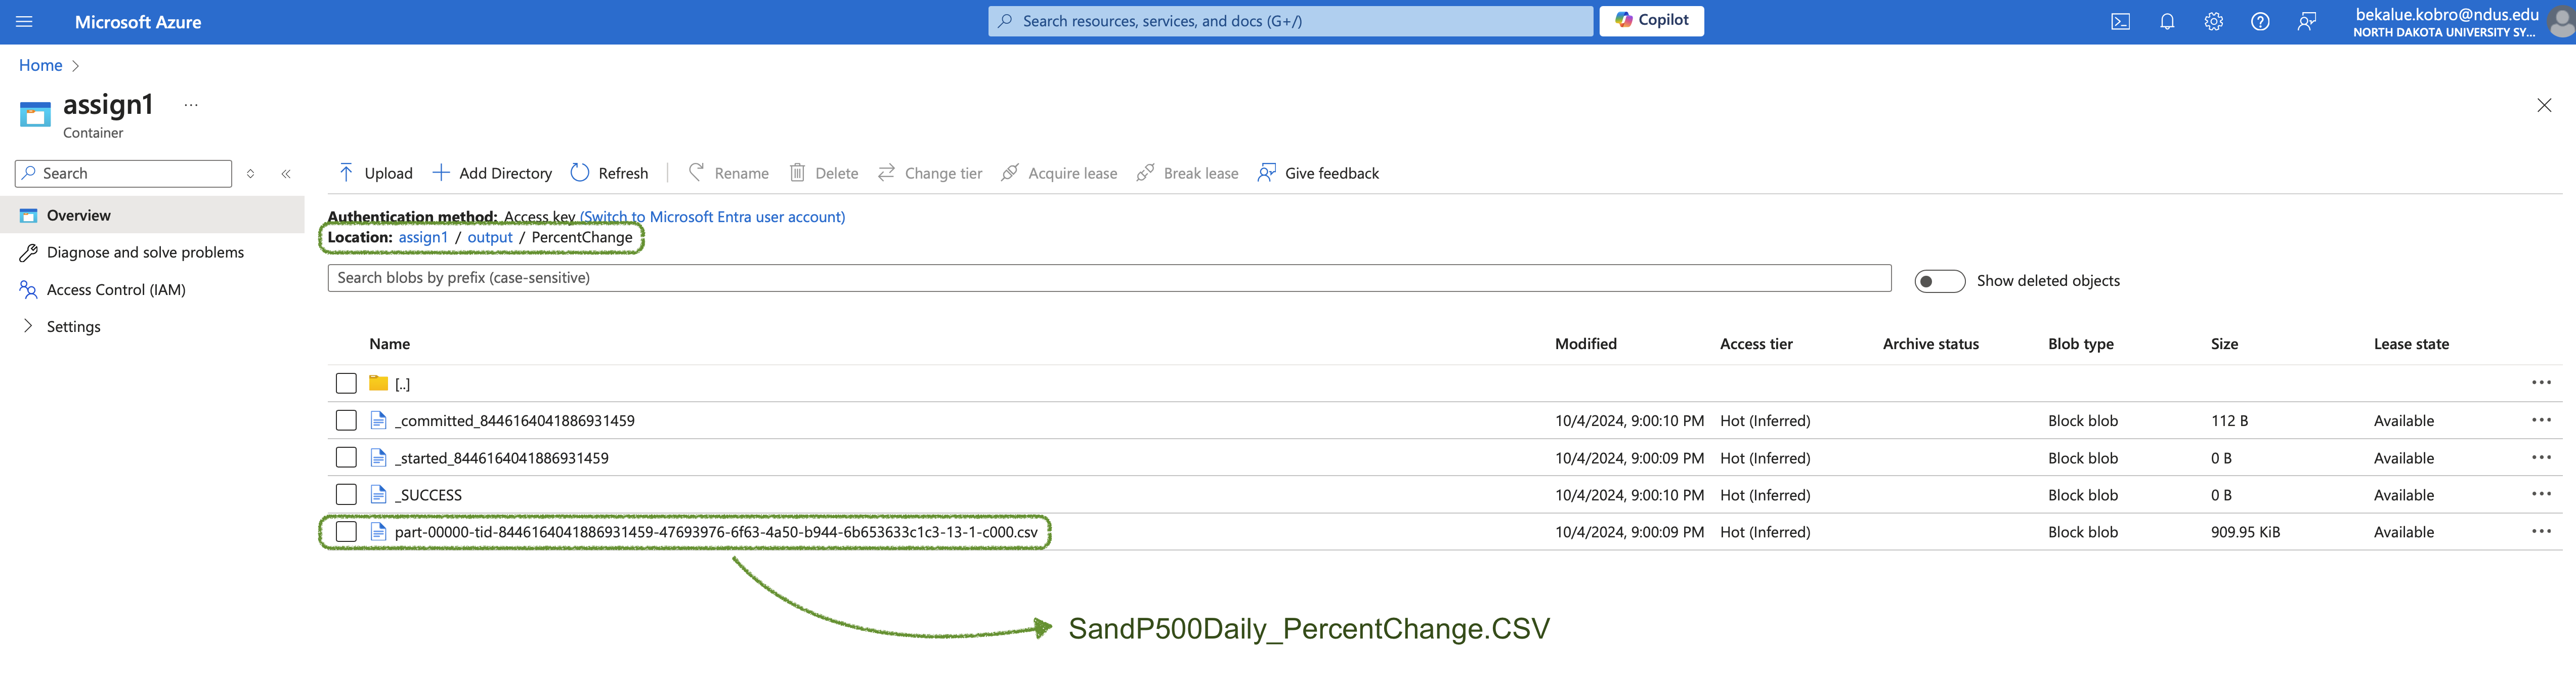 Microsoft Azure
Search resources, services, and docs (G+/)
Copilot
bekalue.kobro@ndus.edu
NORTH DAKOTA UNIVERSITY SY...
Home
assign1 ...
Container
Search
Upload Add Directory Refresh Rename Delete Change tier Acquire lease Break lease Give feedback
Overview
Diagnose and solve problems
Access Control (IAM)
Settings
Authentication method: Access key (Switch to Microsoft Entra user account)
Location: assign1 / output / PercentChange
Search blobs by prefix (case-sensitive)
Show deleted objects
Name Modified Access tier Archive status Blob type Size Lease state
[..]
_committed_8446164041886931459 10/4/2024, 9:00:10 PM Hot (Inferred) Block blob 112 B Available
_started_8446164041886931459 10/4/2024, 9:00:09 PM Hot (Inferred) Block blob 0 B Available
_SUCCESS 10/4/2024, 9:00:10 PM Hot (Inferred) Block blob 0 B Available
part-00000-tid-8446164041886931459-47693976-6f63-4a50-b944-6b653633c1c3-13-1-c000.csv 10/4/2024, 9:00:09 PM Hot (Inferred) Block blob 909.95 KiB Available
SandP500Daily_PercentChange.CSV